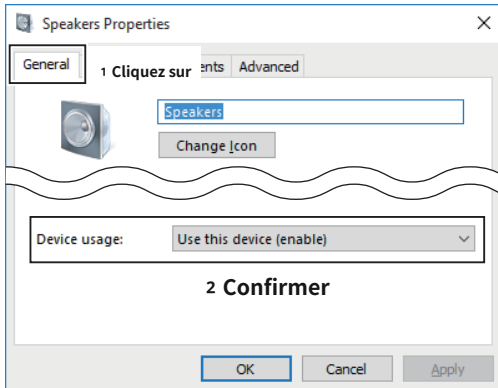 Speakers Properties
General 1 Cliquez sur ents Advanced
Speakers
Change Icon
Device usage: Use this device (enable)
2 Confirmer
OK Cancel Apply